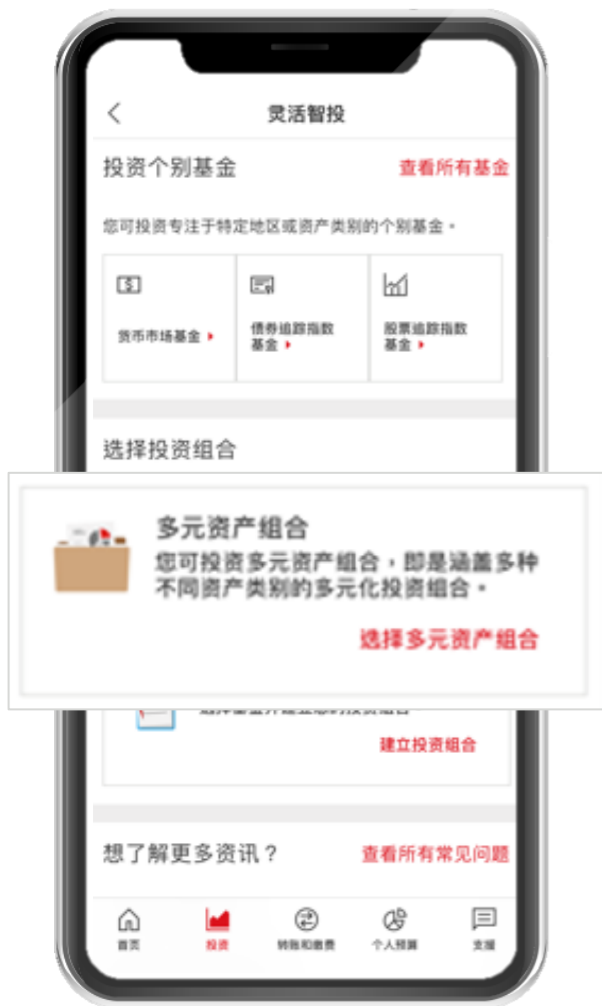 灵活智投
投资个别基金
查看所有基金
您可投资专注于特定地区或资产类别的个别基金。
货币市场基金
债券追踪指数
基金
股票追踪指数
基金
选择投资组合
多元资产组合
您可投资多元资产组合，即是涵盖多种
不同资产类别的多元化投资组合。
选择多元资产组合
建立投资组合
想了解更多资讯？
查看所有常见问题
首页
投资
转账和缴费
个人预算
支援